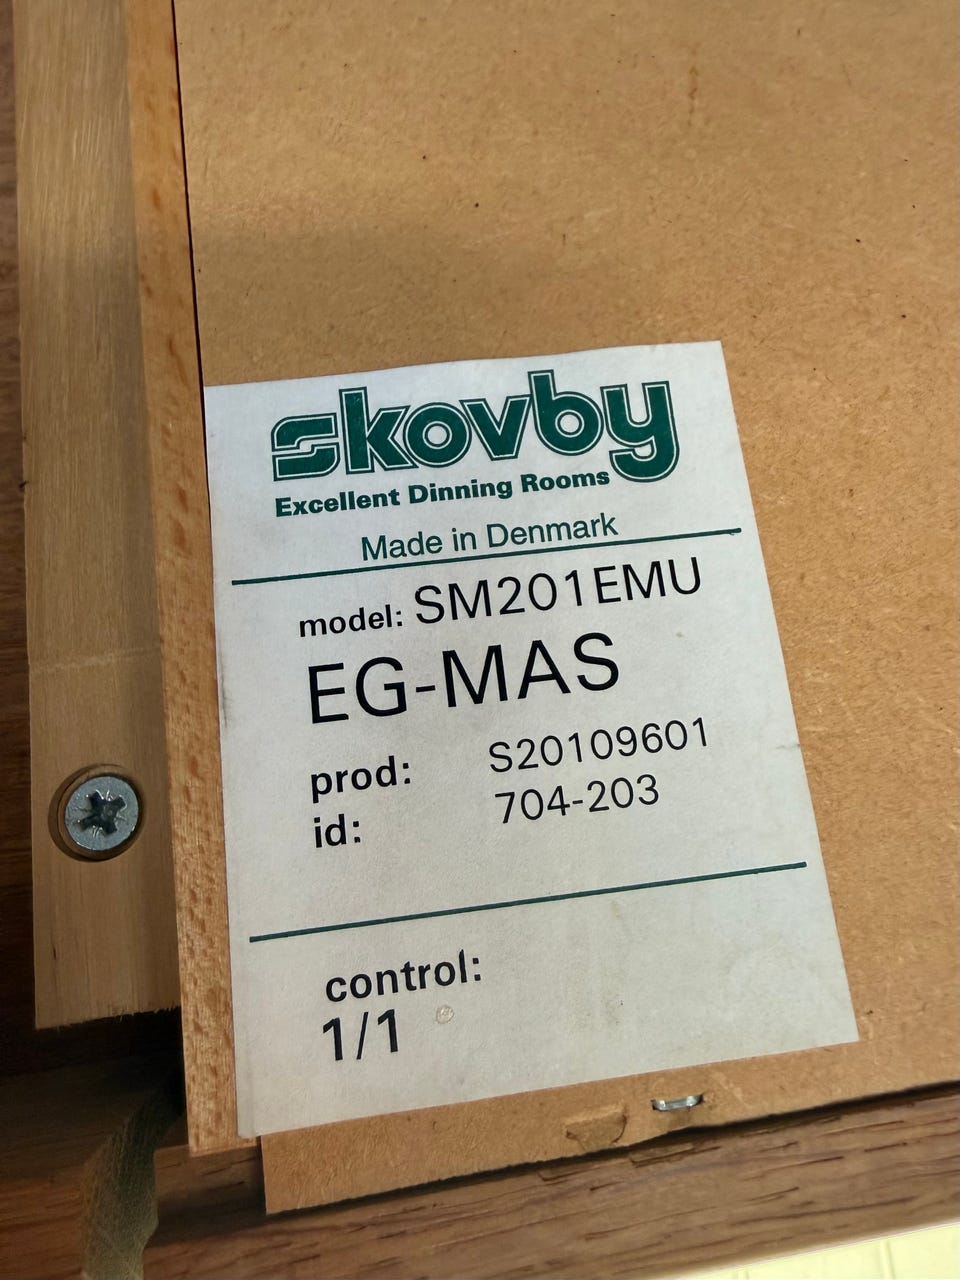 skovby
Excellent Dinning Rooms
Made in Denmark
model: SM201EMU
EG-MAS
prod: S20109601
id: 704-203
control:
1/1